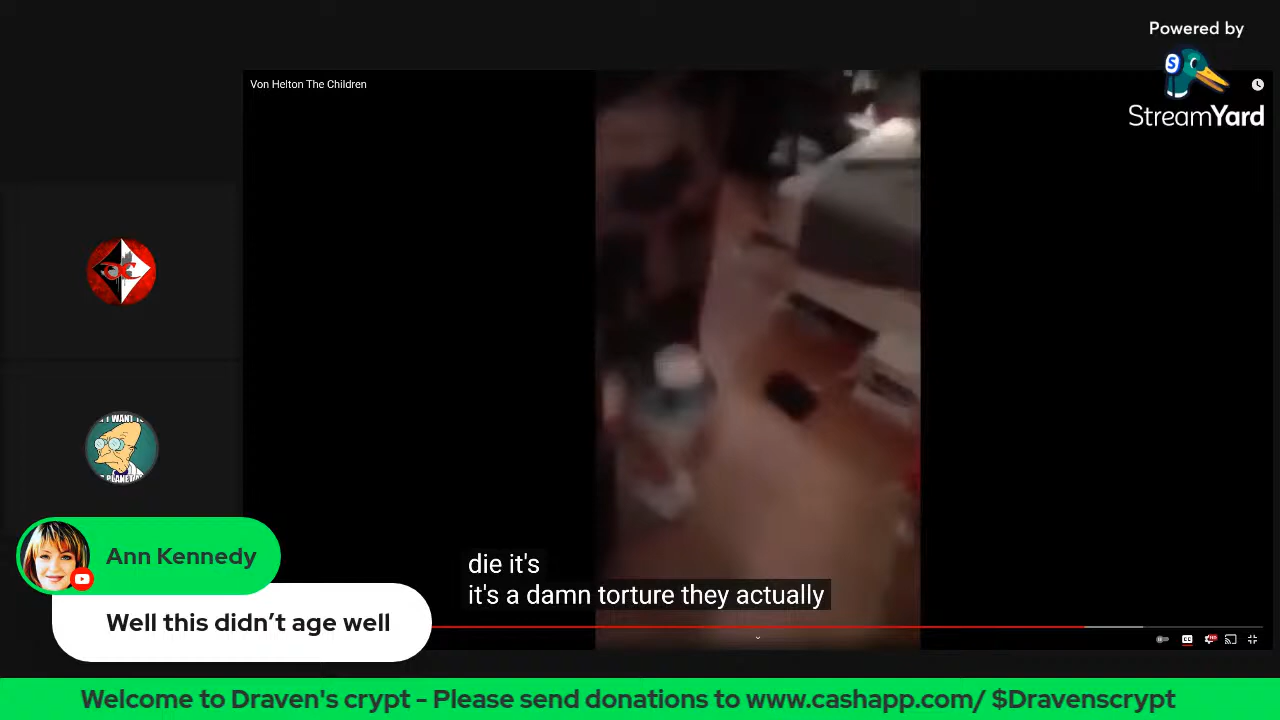 Powered by
StreamYard
Von Helton The Children
Ann Kennedy
Well this didn’t age well
die it's
it's a damn torture they actually
Welcome to Draven's crypt - Please send donations to www.cashapp.com/ $Dravenscrypt